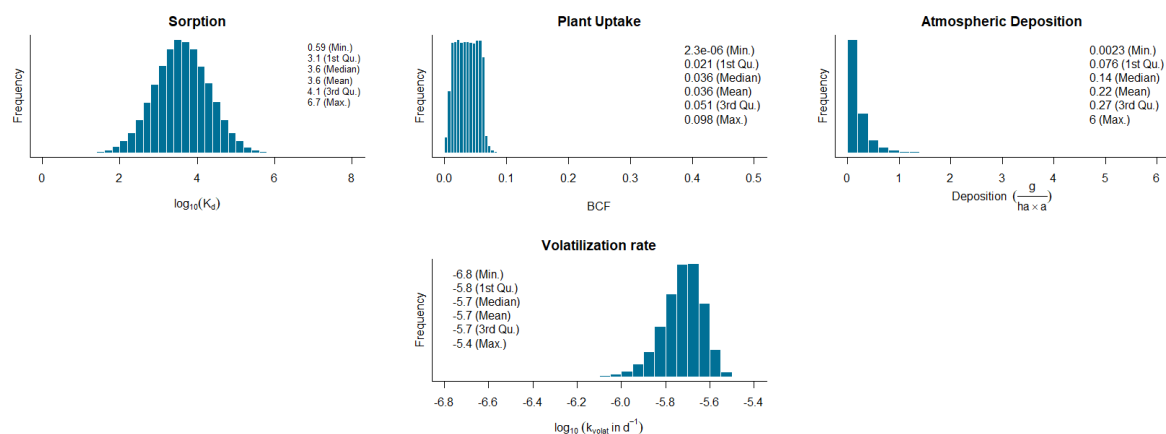 Sorption
Frequency
0.59 (Min.)
3.1 (1st Qu.)
3.6 (Median)
3.6 (Mean)
4.1 (3rd Qu.)
6.7 (Max.)
0 2 4 6 8
log10(Kd)
Plant Uptake
Frequency
2.3e-06 (Min.)
0.021 (1st Qu.)
0.036 (Median)
0.036 (Mean)
0.051 (3rd Qu.)
0.098 (Max.)
0.0 0.1 0.2 0.3 0.4 0.5
BCF
Atmospheric Deposition
Frequency
0.0023 (Min.)
0.076 (1st Qu.)
0.14 (Median)
0.22 (Mean)
0.27 (3rd Qu.)
6 (Max.)
0 1 2 3 4 5 6
Deposition (g / ha × a)
Volatilization rate
Frequency
-6.8 (Min.)
-5.8 (1st Qu.)
-5.7 (Median)
-5.7 (Mean)
-5.7 (3rd Qu.)
-5.4 (Max.)
-6.8 -6.6 -6.4 -6.2 -6.0 -5.8 -5.6 -5.4
log10 (kvolat in d⁻¹)